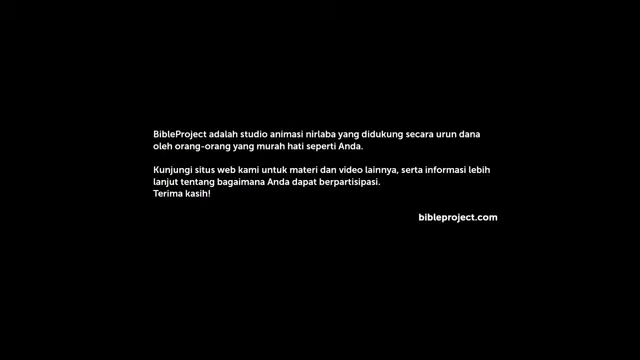 BibleProject adalah studio animasi nirlaba yang didukung secara urun dana
oleh orang-orang yang murah hati seperti Anda.
Kunjungi situs web kami untuk materi dan video lainnya, serta informasi lebih
lanjut tentang bagaimana Anda dapat berpartisipasi.
Terima kasih!
bibleproject.com